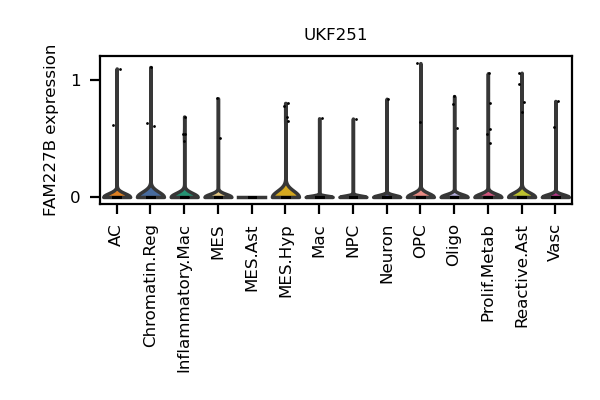 UKF251
FAM227B expression
1
0
AC
Chromatin.Reg
Inflammatory.Mac
MES
MES.Ast
MES.Hyp
Mac
NPC
Neuron
OPC
Oligo
Prolif.Metab
Reactive.Ast
Vasc